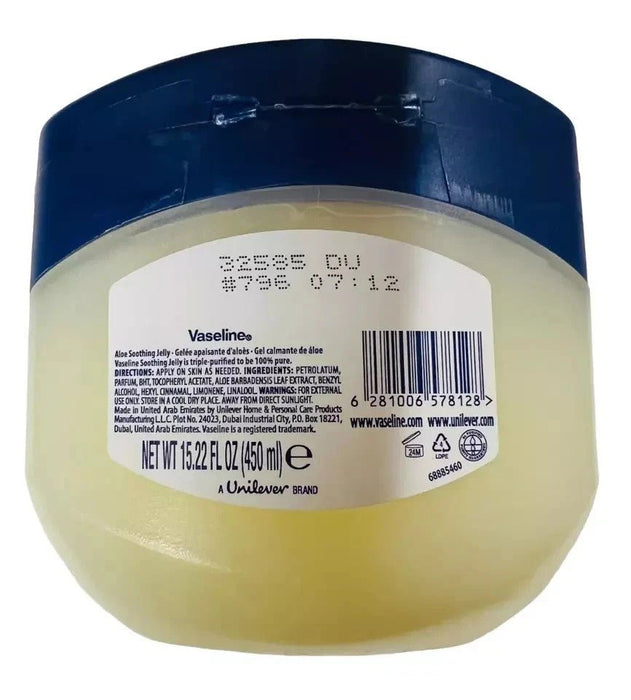 32585 DU
#796 07:12
Vaseline®
Aloe Soothing Jelly · Gelée apaisante d'aloès · Gel calmante de áloe
Vaseline Soothing Jelly is triple-purified to be 100% pure.
DIRECTIONS: APPLY ON SKIN AS NEEDED. INGREDIENTS: PETROLATUM,
PARFUM, BHT, TOCOPHERYL ACETATE, ALOE BARBADENSIS LEAF EXTRACT, BENZYL
ALCOHOL, HEXYL CINNAMAL, LIMONENE, LINALOOL. WARNINGS: FOR EXTERNAL
USE ONLY. STORE IN A COOL DRY PLACE. AWAY FROM DIRECT SUNLIGHT.
Made in United Arab Emirates by Unilever Home & Personal Care Products
Manufacturing L.L.C. Plot No. 24023, Dubai Industrial City, P.O. Box 18221,
Dubai, United Arab Emirates. Vaseline is a registered trademark.
NET WT 15.22 FL OZ (450 ml) ℮
A Unilever BRAND
6 281006 578128 >
www.vaseline.com www.unilever.com
24M
LDPE
68885460